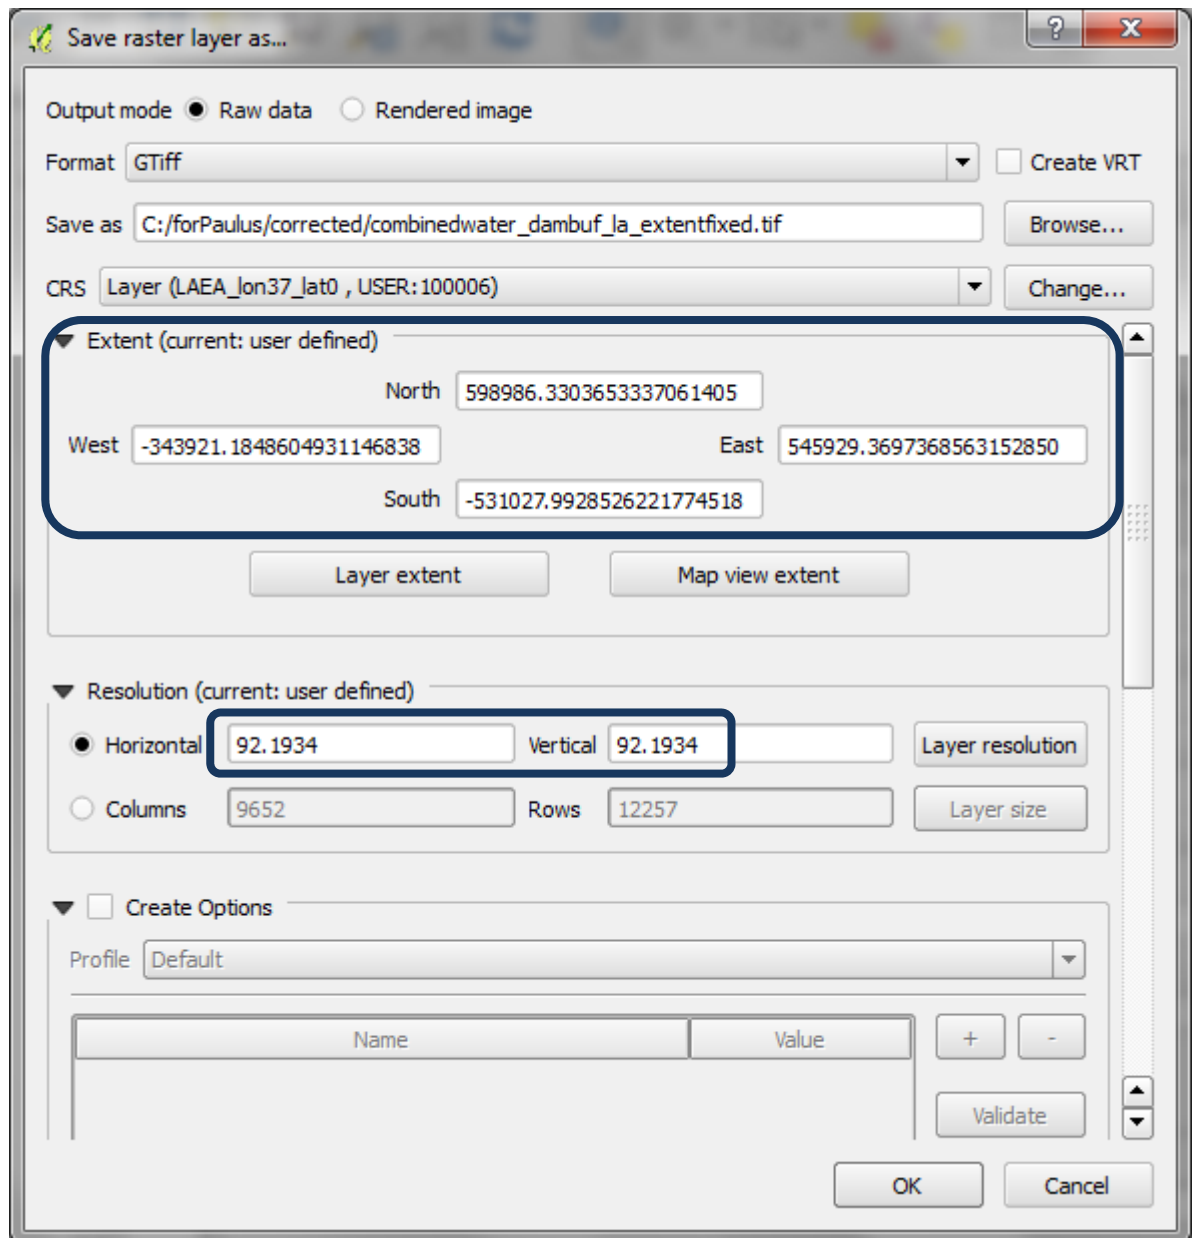 Save raster layer as...
?
X
Output mode Raw data Rendered image
Format GTiff Create VRT
Save as C:/forPaulus/corrected/combinedwater_dambuf_la_extentfixed.tif Browse...
CRS Layer (LAEA_lon37_lat0 , USER:100006) Change...
Extent (current: user defined)
North 598986.3303653337061405
West -343921.1848604931146838 East 545929.3697368563152850
South -531027.9928526221774518
Layer extent Map view extent
Resolution (current: user defined)
Horizontal 92.1934 Vertical 92.1934 Layer resolution
Columns 9652 Rows 12257 Layer size
Create Options
Profile Default
Name Value + -
Validate
OK Cancel